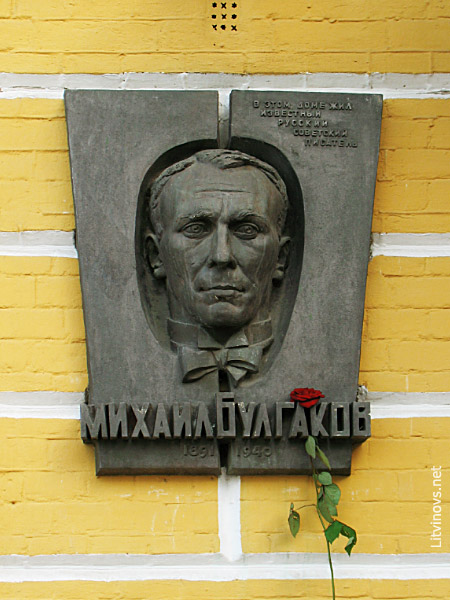 В ЭТОМ ДОМЕ ЖИЛ
ИЗВЕСТНЫЙ
РУССКИЙ
СОВЕТСКИЙ
ПИСАТЕЛЬ
МИХАИЛ БУЛГАКОВ
1891 1940
Litvinovs.net